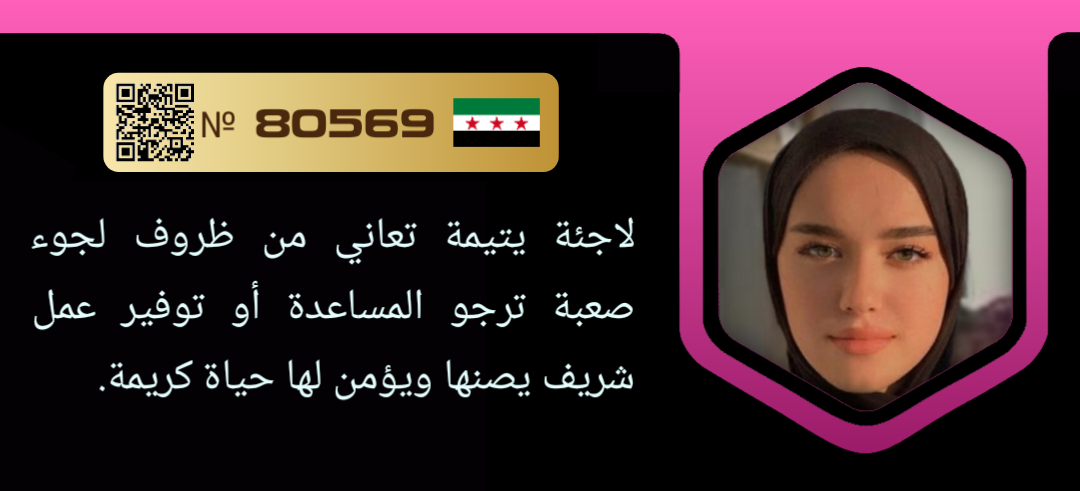 № 80569
لاجئة يتيمة تعاني من ظروف لجوء
صعبة ترجو المساعدة أو توفير عمل
شريف يصنها ويؤمن لها حياة كريمة.